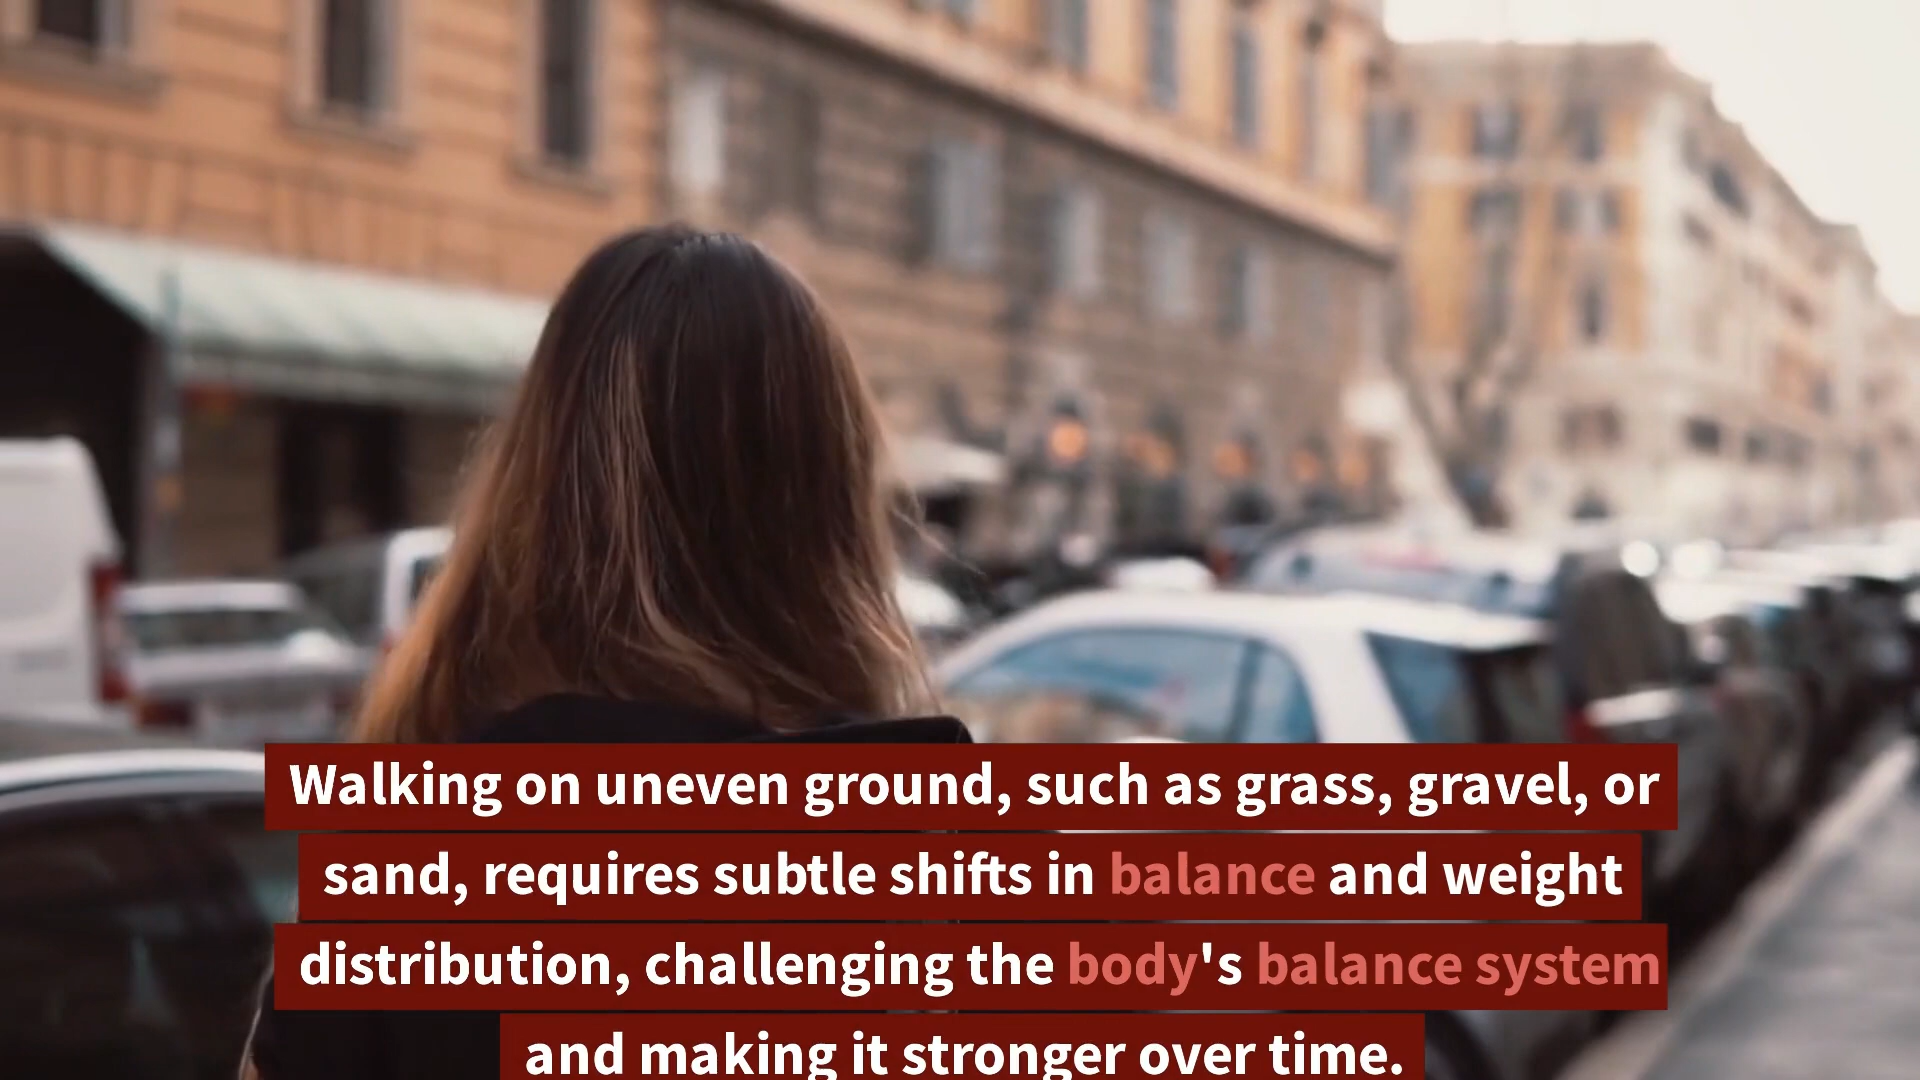 Walking on uneven ground, such as grass, gravel, or
sand, requires subtle shifts in balance and weight
distribution, challenging the body's balance system
and making it stronger over time.